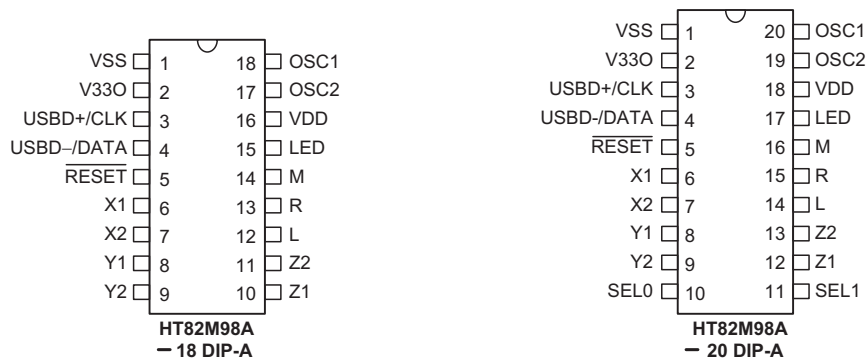 VSS 1 18 OSC1
V33O 2 17 OSC2
USBD+/CLK 3 16 VDD
USBD–/DATA 4 15 LED
RESET 5 14 M
X1 6 13 R
X2 7 12 L
Y1 8 11 Z2
Y2 9 10 Z1
HT82M98A
– 18 DIP-A
VSS 1 20 OSC1
V33O 2 19 OSC2
USBD+/CLK 3 18 VDD
USBD-/DATA 4 17 LED
RESET 5 16 M
X1 6 15 R
X2 7 14 L
Y1 8 13 Z2
Y2 9 12 Z1
SEL0 10 11 SEL1
HT82M98A
– 20 DIP-A